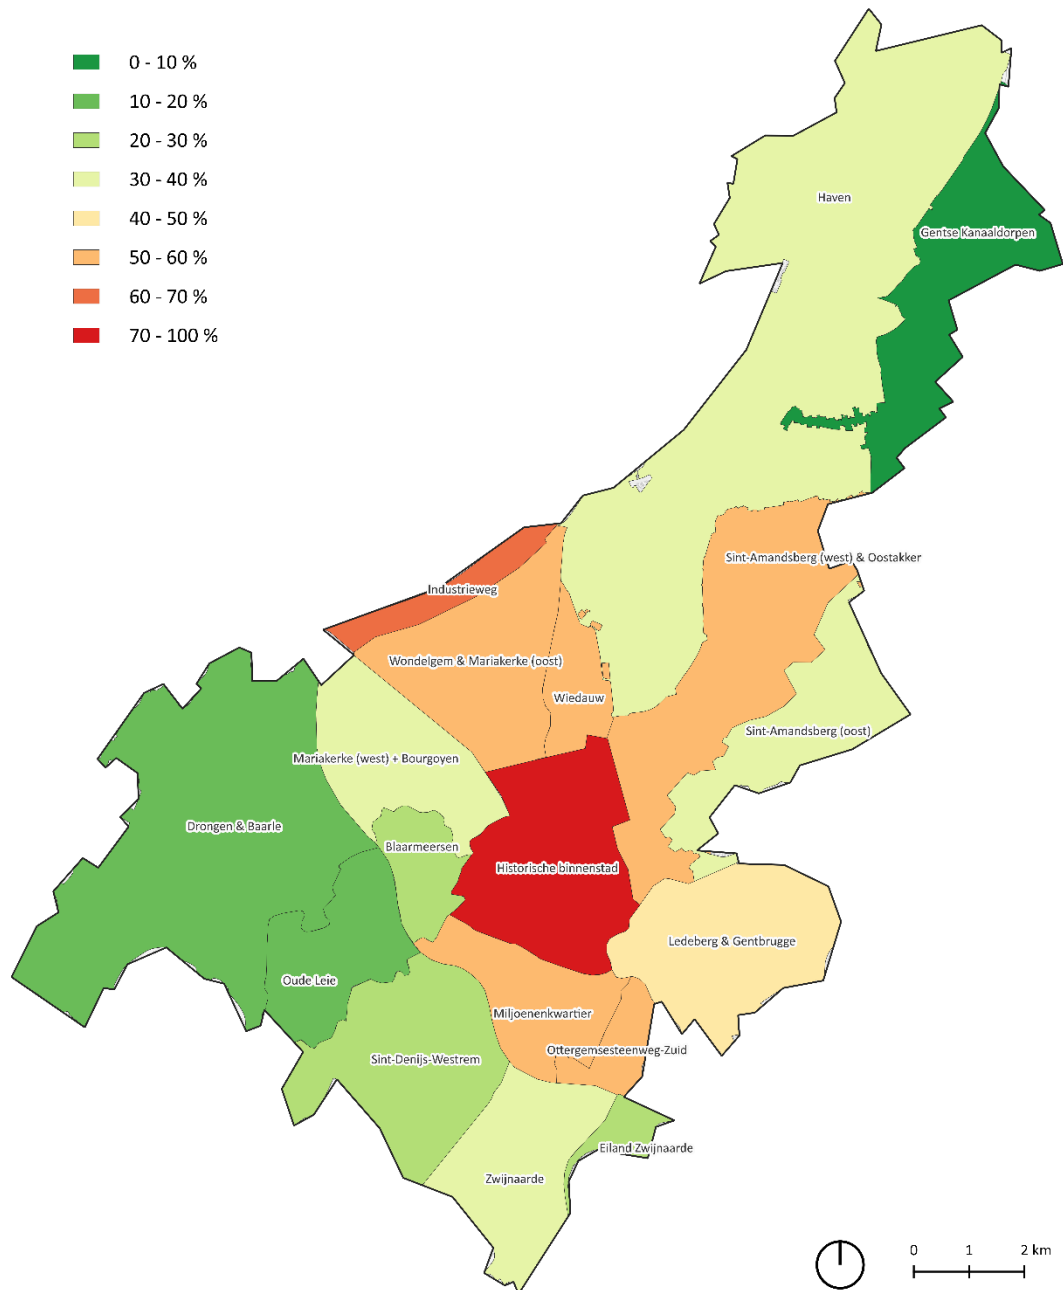 0 - 10 %
10 - 20 %
20 - 30 %
30 - 40 %
40 - 50 %
50 - 60 %
60 - 70 %
70 - 100 %
Haven
Gentse Kanaaldorpen
Sint-Amandsberg (west) & Oostakker
Industrieweg
Wondelgem & Mariakerke (oost)
Wiedauw
Sint-Amandsberg (oost)
Mariakerke (west) + Bourgoyen
Drongen & Baarle
Blaarmeersen
Historische binnenstad
Ledeberg & Gentbrugge
Oude Leie
Miljoenenkwartier
Ottergemsesteenweg-Zuid
Sint-Denijs-Westrem
Eiland Zwijnaarde
Zwijnaarde
0 1 2 km